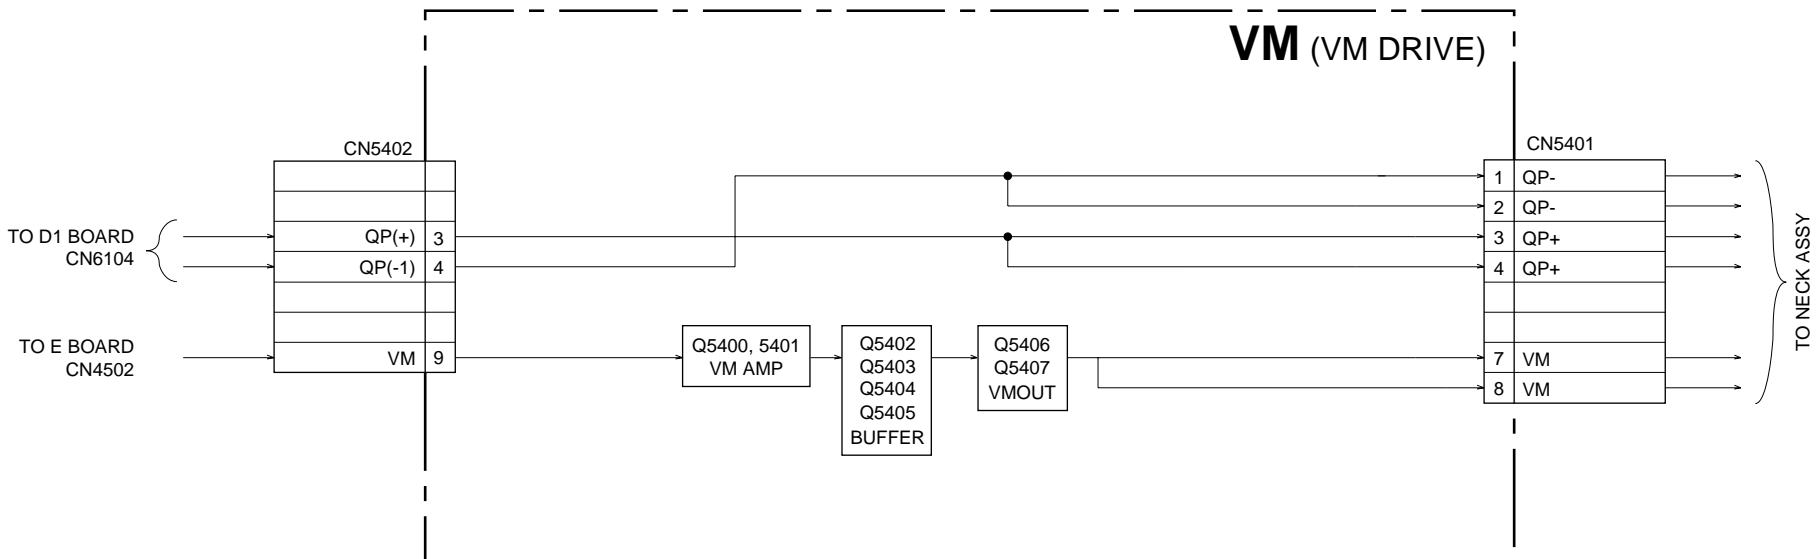 VM (VM DRIVE)
CN5402
TO D1 BOARD
CN6104
QP(+) 3
QP(-1) 4
TO E BOARD
CN4502
VM 9
Q5400, 5401
VM AMP
Q5402
Q5403
Q5404
Q5405
BUFFER
Q5406
Q5407
VMOUT
CN5401
1 QP-
2 QP-
3 QP+
4 QP+
7 VM
8 VM
TO NECK ASSY